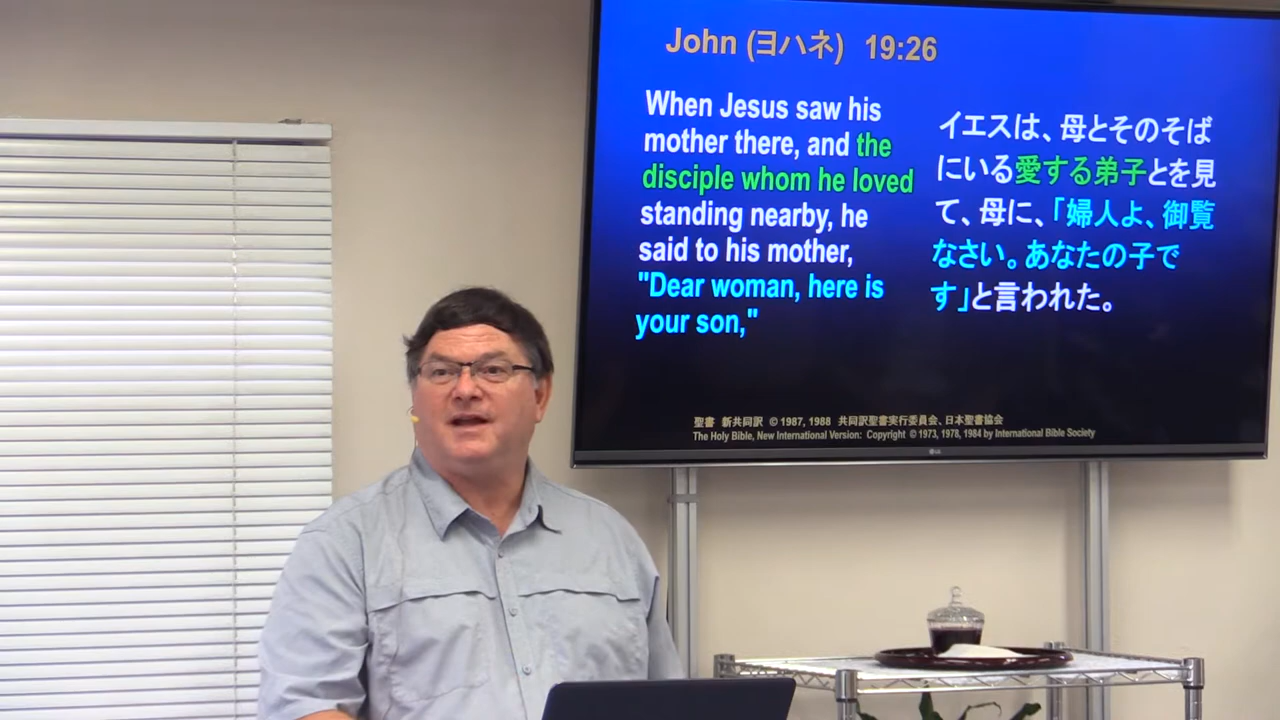 John (ヨハネ) 19:26
When Jesus saw his
mother there, and the
disciple whom he loved
standing nearby, he
said to his mother,
"Dear woman, here is
your son,"
イエスは、母とそのそば
にいる愛する弟子とを見
て、母に、「婦人よ、御覧
なさい。あなたの子で
す」と言われた。
聖書 新共同訳 © 1987, 1988 共同訳聖書実行委員会、日本聖書協会
The Holy Bible, New International Version: Copyright © 1973, 1978, 1984 by International Bible Society
LG